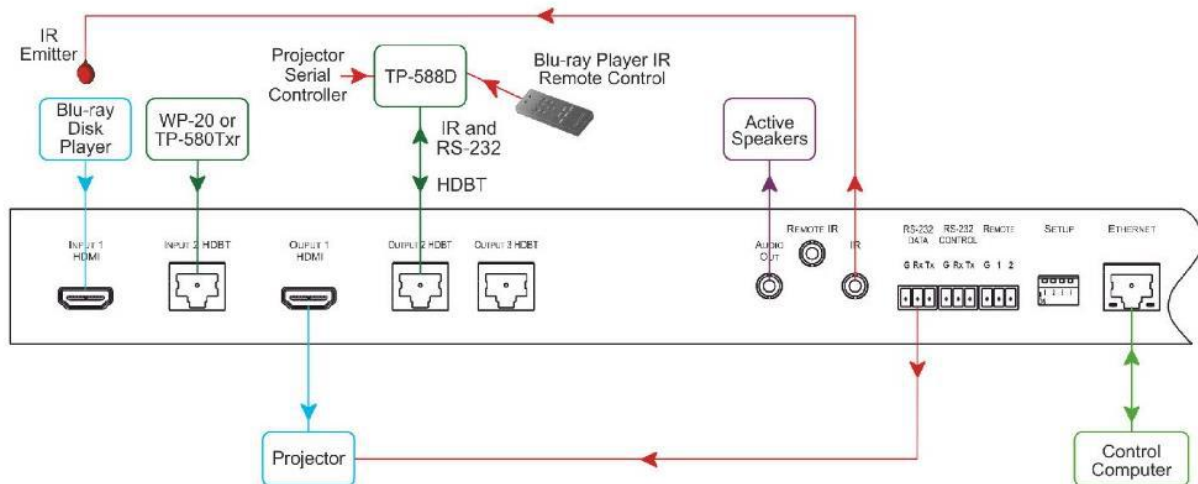 IR
Emitter
Blu-ray
Disk
Player
WP-20 or
TP-580Txr
Projector
Serial
Controller
TP-588D
Blu-ray Player IR
Remote Control
IR and
RS-232
HDBT
Active
Speakers
INPUT 1
HDMI
INPUT 2 HDBT
OUPUT 1
HDMI
OUTPUT 2 HDBT
OUTPUT 3 HDBT
AUDIO
OUT
REMOTE IR
IR
RS-232
DATA
G Rx Tx
RS-232
CONTROL
G Rx Tx
REMOTE
G 1 2
SETUP
ETHERNET
Projector
Control
Computer